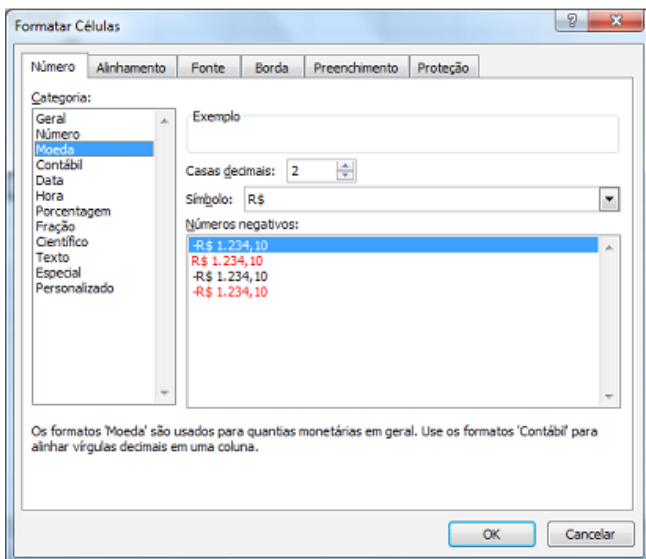 Formatar Células
Número Alinhamento Fonte Borda Preenchimento Proteção
Categoria:
Geral
Número
Moeda
Contábil
Data
Hora
Porcentagem
Fração
Científico
Texto
Especial
Personalizado
Exemplo
Casas decimais: 2
Símbolo: R$
Números negativos:
-R$ 1.234,10
R$ 1.234,10
-R$ 1.234,10
-R$ 1.234,10
Os formatos 'Moeda' são usados para quantias monetárias em geral. Use os formatos 'Contábil' para
alinhar vírgulas decimais em uma coluna.
OK Cancelar